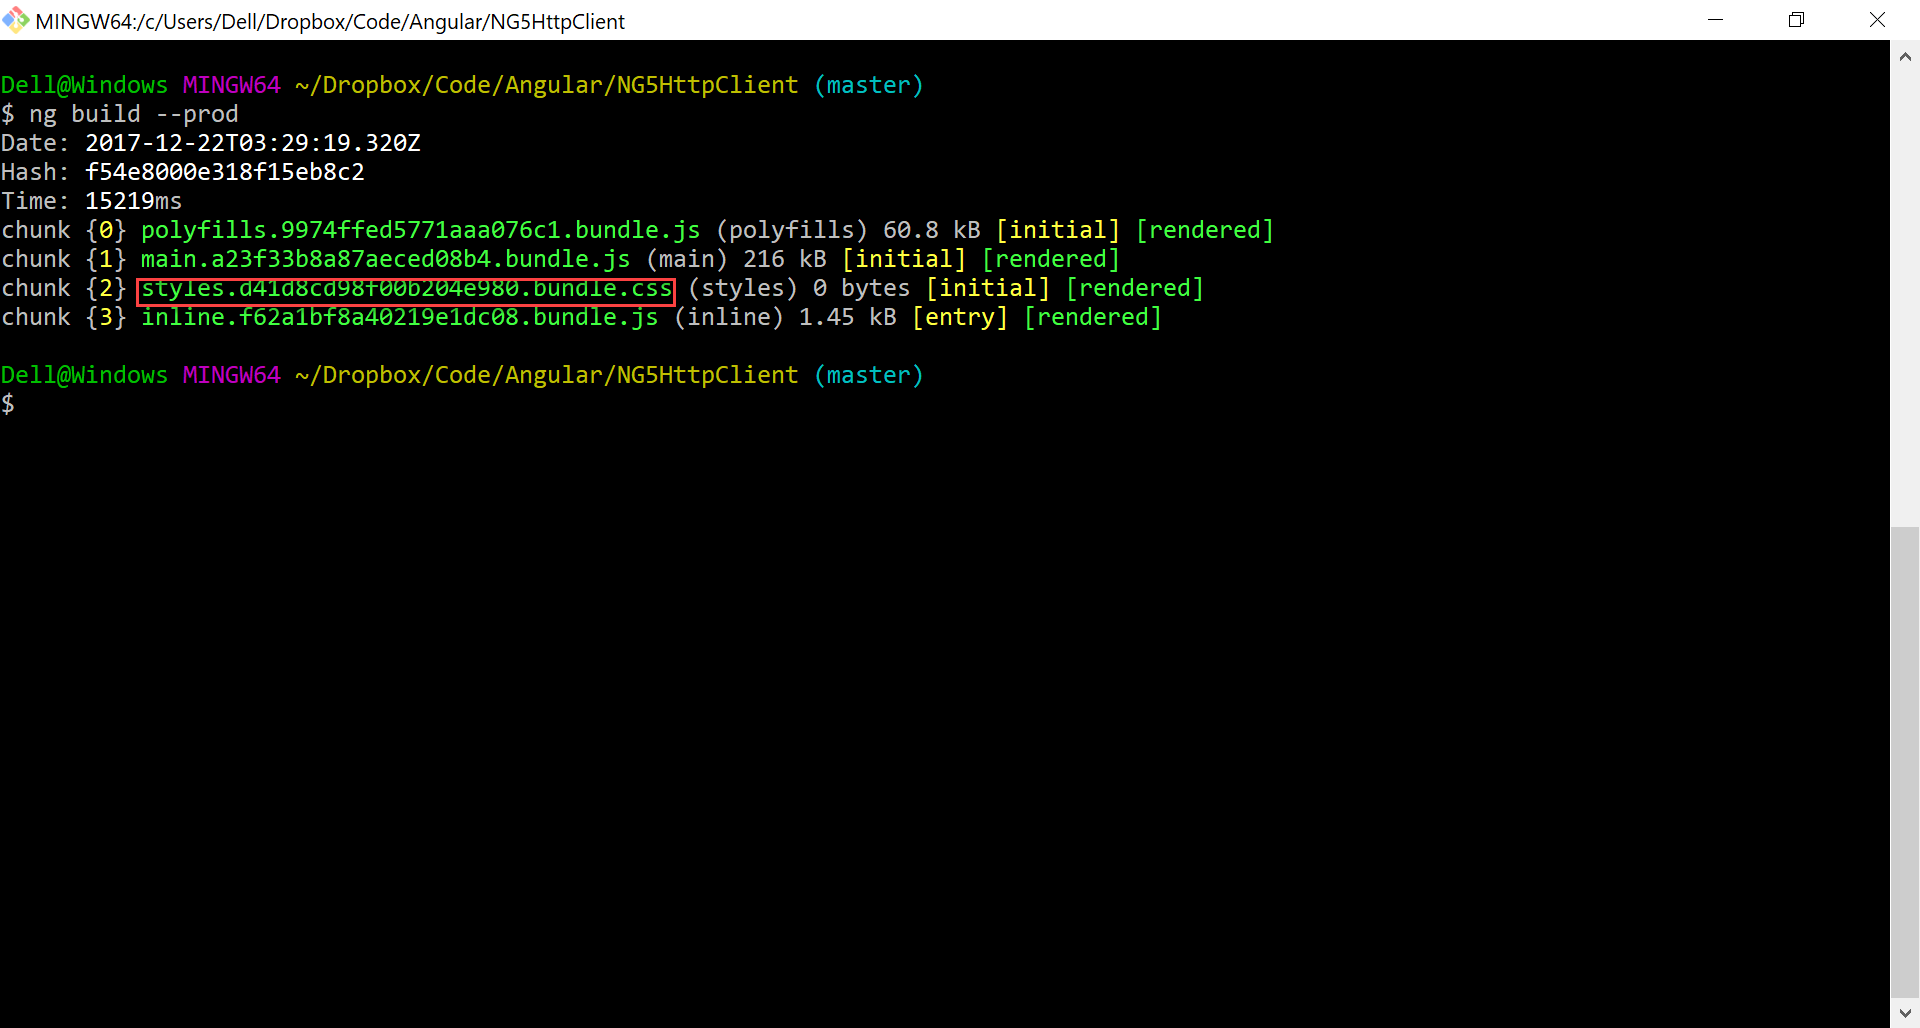 MINGW64:/c/Users/Dell/Dropbox/Code/Angular/NG5HttpClient
Dell@Windows MINGW64 ~/Dropbox/Code/Angular/NG5HttpClient (master)
$ ng build --prod
Date: 2017-12-22T03:29:19.320Z
Hash: f54e8000e318f15eb8c2
Time: 15219ms
chunk {0} polyfills.9974ffed5771aaa076c1.bundle.js (polyfills) 60.8 kB [initial] [rendered]
chunk {1} main.a23f33b8a87aeced08b4.bundle.js (main) 216 kB [initial] [rendered]
chunk {2} styles.d41d8cd98f00b204e980.bundle.css (styles) 0 bytes [initial] [rendered]
chunk {3} inline.f62a1bf8a40219e1dc08.bundle.js (inline) 1.45 kB [entry] [rendered]
Dell@Windows MINGW64 ~/Dropbox/Code/Angular/NG5HttpClient (master)
$